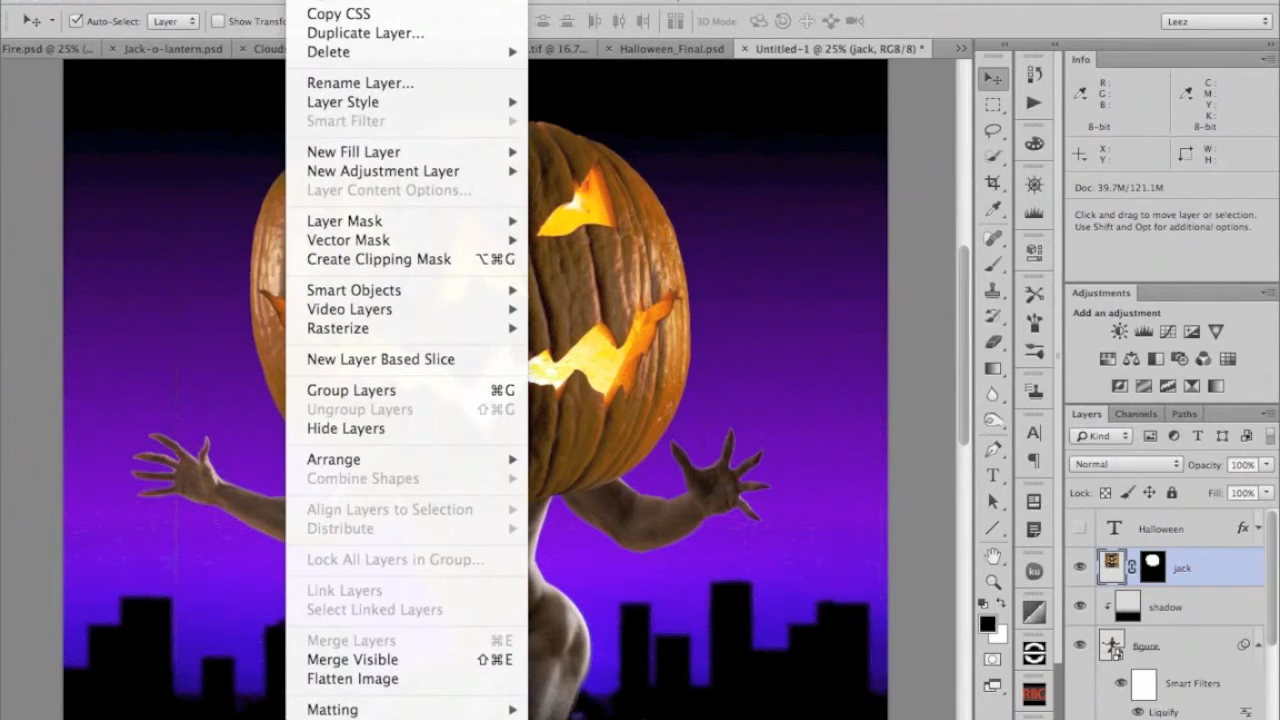 Auto-Select:
Layer
Show Transfo
3D Mode:
Leez
Fire.psd @ 25% (...
Jack-o-lantern.psd
Cloud
.tif @ 16.7...
Halloween_Final.psd
Untitled-1 @ 25% (jack, RGB/8) *
Copy CSS
Duplicate Layer...
Delete
Rename Layer...
Layer Style
Smart Filter
New Fill Layer
New Adjustment Layer
Layer Content Options...
Layer Mask
Vector Mask
Create Clipping Mask ⌥⌘G
Smart Objects
Video Layers
Rasterize
New Layer Based Slice
Group Layers ⌘G
Ungroup Layers ⇧⌘G
Hide Layers
Arrange
Combine Shapes
Align Layers to Selection
Distribute
Lock All Layers in Group...
Link Layers
Select Linked Layers
Merge Layers ⌘E
Merge Visible ⇧⌘E
Flatten Image
Matting
Info
R: C:
G: M:
B: Y:
K:
8-bit 8-bit
X: W:
Y: H:
Doc: 39.7M/121.1M
Click and drag to move layer or selection.
Use Shift and Opt for additional options.
Adjustments
Add an adjustment
Layers Channels Paths
Kind
Normal Opacity: 100%
Lock: Fill: 100%
T Halloween fx
jack
shadow
figure
Smart Filters
Liquify
ku
RBC